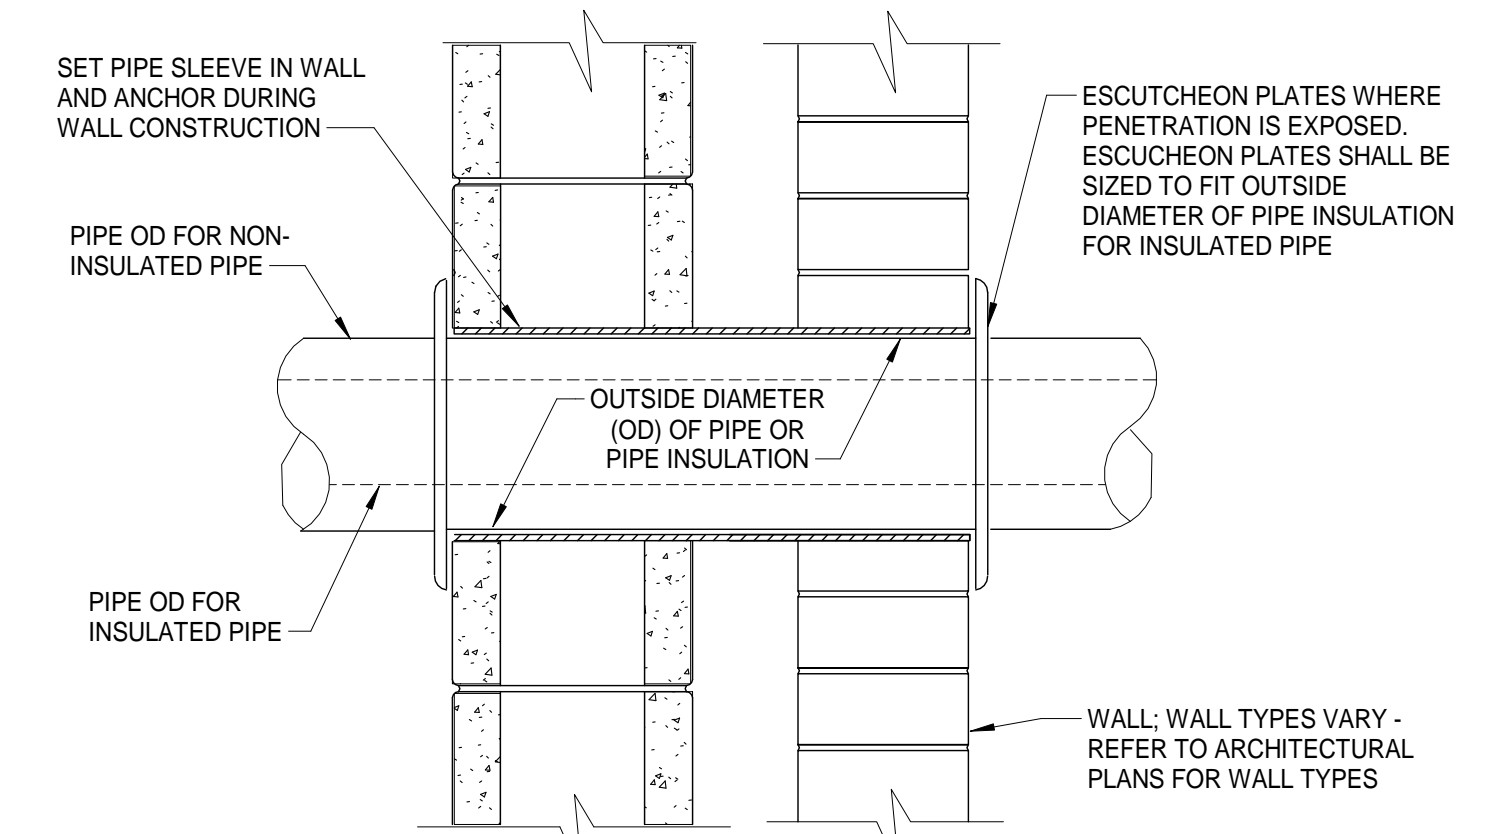 SET PIPE SLEEVE IN WALL
AND ANCHOR DURING
WALL CONSTRUCTION
PIPE OD FOR NON-
INSULATED PIPE
ESCUTCHEON PLATES WHERE
PENETRATION IS EXPOSED.
ESCUCHEON PLATES SHALL BE
SIZED TO FIT OUTSIDE
DIAMETER OF PIPE INSULATION
FOR INSULATED PIPE
OUTSIDE DIAMETER
(OD) OF PIPE OR
PIPE INSULATION
PIPE OD FOR
INSULATED PIPE
WALL; WALL TYPES VARY -
REFER TO ARCHITECTURAL
PLANS FOR WALL TYPES